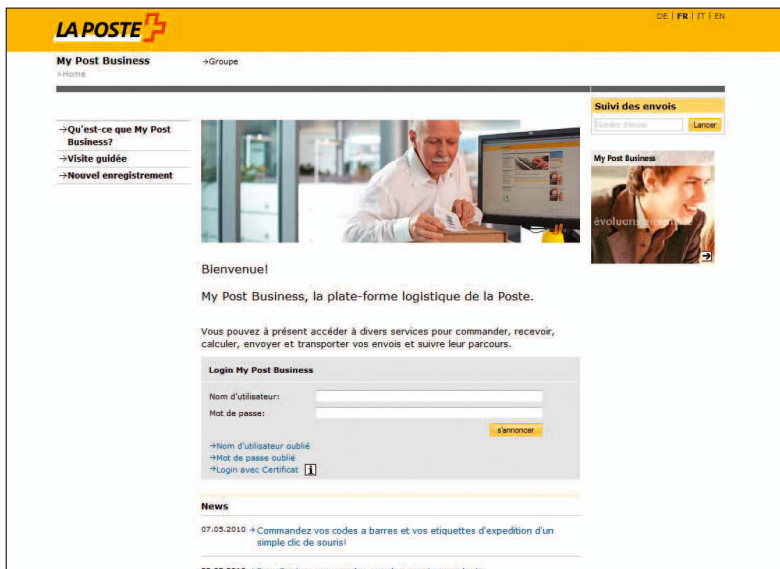 LA POSTE
DE | FR | IT | EN
My Post Business
→Groupe
>Home
→Qu'est-ce que My Post
Business?
→Visite guidée
→Nouvel enregistrement
Suivi des envois
Numéro d'envoi
Lancer
My Post Business
évoluons ensemble
Bienvenue!
My Post Business, la plate-forme logistique de la Poste.
Vous pouvez à présent accéder à divers services pour commander, recevoir,
calculer, envoyer et transporter vos envois et suivre leur parcours.
Login My Post Business
Nom d'utilisateur:
Mot de passe:
s'annoncer
→Nom d'utilisateur oublié
→Mot de passe oublié
→Login avec Certificat i
News
07.05.2010 →Commandez vos codes a barres et vos etiquettes d'expedition d'un
simple clic de souris!